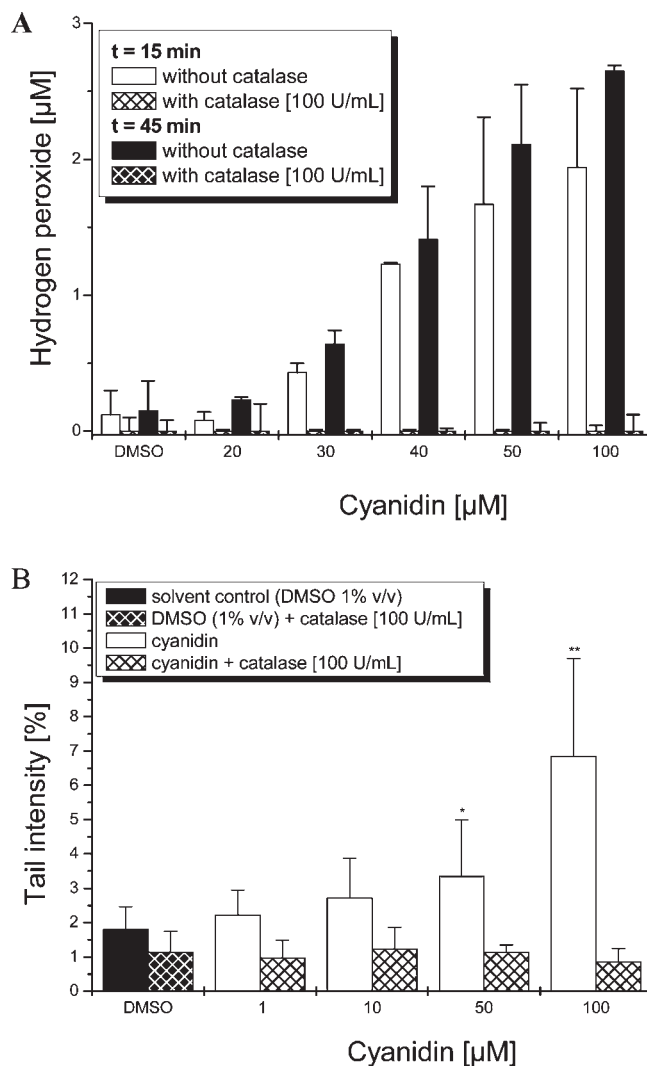 A
t = 15 min
without catalase
with catalase [100 U/mL]
t = 45 min
without catalase
with catalase [100 U/mL]
Hydrogen peroxide [µM]
3
2
1
0
DMSO 20 30 40 50 100
Cyanidin [µM]
B
solvent control (DMSO 1% v/v)
DMSO (1% v/v) + catalase [100 U/mL]
cyanidin
cyanidin + catalase [100 U/mL]
Tail intensity [%]
12
11
10
9
8
7
6
5
4
3
2
1
0
*
**
DMSO 1 10 50 100
Cyanidin [µM]